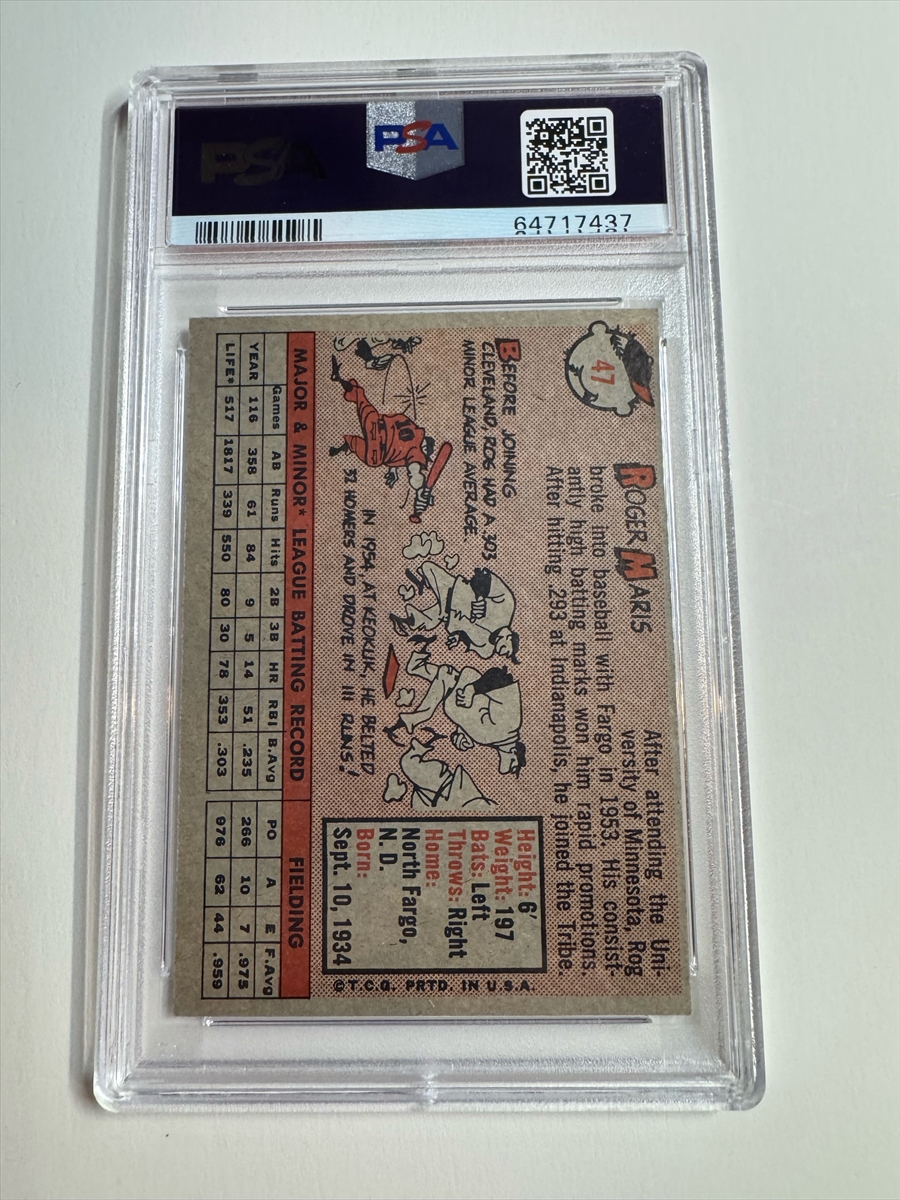 PSA
PSA
64717437
47
ROGER MARIS
After attending the Uni-
versity of Minnesota, Rog
broke into baseball with Fargo in 1953. His consist-
antly high batting marks won him rapid promotions.
After hitting .293 at Indianapolis, he joined the Tribe.
BEFORE JOINING
CLEVELAND, ROG HAD A .303
MINOR LEAGUE AVERAGE.
10
IN 1954 AT KEOKUK, HE BELTED
32 HOMERS AND DROVE IN 111 RUNS!
Height: 6'
Weight: 197
Bats: Left
Throws: Right
Home:
North Fargo,
N. D.
Born:
Sept. 10, 1934
MAJOR & MINOR* LEAGUE BATTING RECORD FIELDING
Games AB Runs Hits 2B 3B HR RBI B.Avg PO A E F.Avg
YEAR 116 358 61 84 9 5 14 51 .235 266 10 7 .975
LIFE* 517 1817 339 550 80 30 78 353 .303 976 62 44 .959
©T.C.G. PRTD. IN U.S.A.